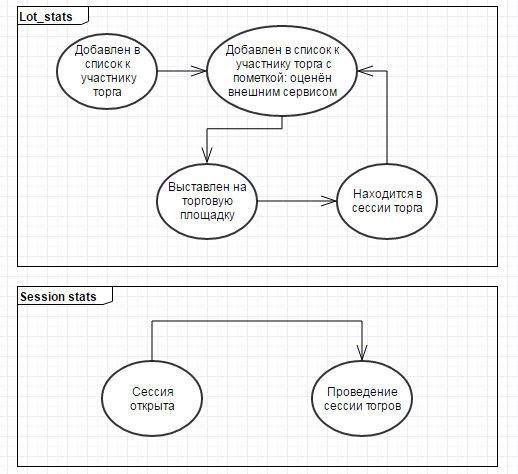 Lot_stats
Добавлен в
список к
участнику
торга
Добавлен в список к
участнику торга с
пометкой: оценён
внешним сервисом
Выставлен на
торговую
площадку
Находится в
сессии торга
Session stats
Сессия
открыта
Проведение
сессии тогров